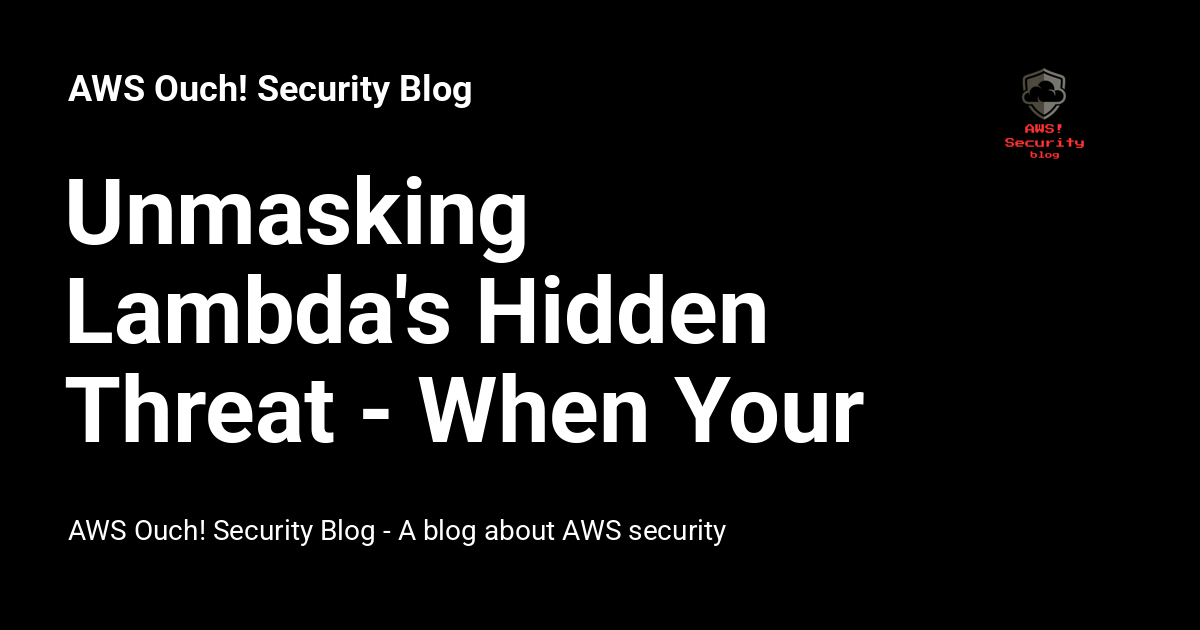 AWS Ouch! Security Blog
AWS!
Security
blog
Unmasking
Lambda's Hidden
Threat - When Your
AWS Ouch! Security Blog - A blog about AWS security